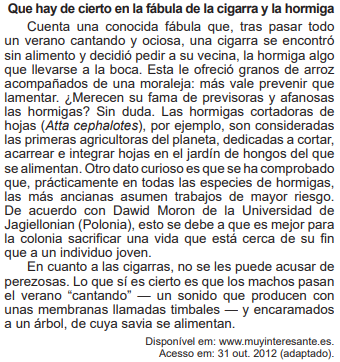 Que hay de cierto en la fábula de la cigarra y la hormiga
Cuenta una conocida fábula que, tras pasar todo
un verano cantando y ociosa, una cigarra se encontró
sin alimento y decidió pedir a su vecina, la hormiga algo
que llevarse a la boca. Esta le ofreció granos de arroz
acompañados de una moraleja: más vale prevenir que
lamentar. ¿Merecen su fama de previsoras y afanosas
las hormigas? Sin duda. Las hormigas cortadoras de
hojas (Atta cephalotes), por ejemplo, son consideradas
las primeras agricultoras del planeta, dedicadas a cortar,
acarrear e integrar hojas en el jardín de hongos del que
se alimentan. Otro dato curioso es que se ha comprobado
que, prácticamente en todas las especies de hormigas,
las más ancianas asumen trabajos de mayor riesgo.
De acuerdo con Dawid Moron de la Universidad de
Jagiellonian (Polonia), esto se debe a que es mejor para
la colonia sacrificar una vida que está cerca de su fin
que a un individuo joven.
En cuanto a las cigarras, no se les puede acusar de
perezosas. Lo que sí es cierto es que los machos pasan
el verano “cantando” — un sonido que producen con
unas membranas llamadas timbales — y encaramados
a un árbol, de cuya savia se alimentan.
Disponível em: www.muyinteresante.es.
Acesso em: 31 out. 2012 (adaptado).